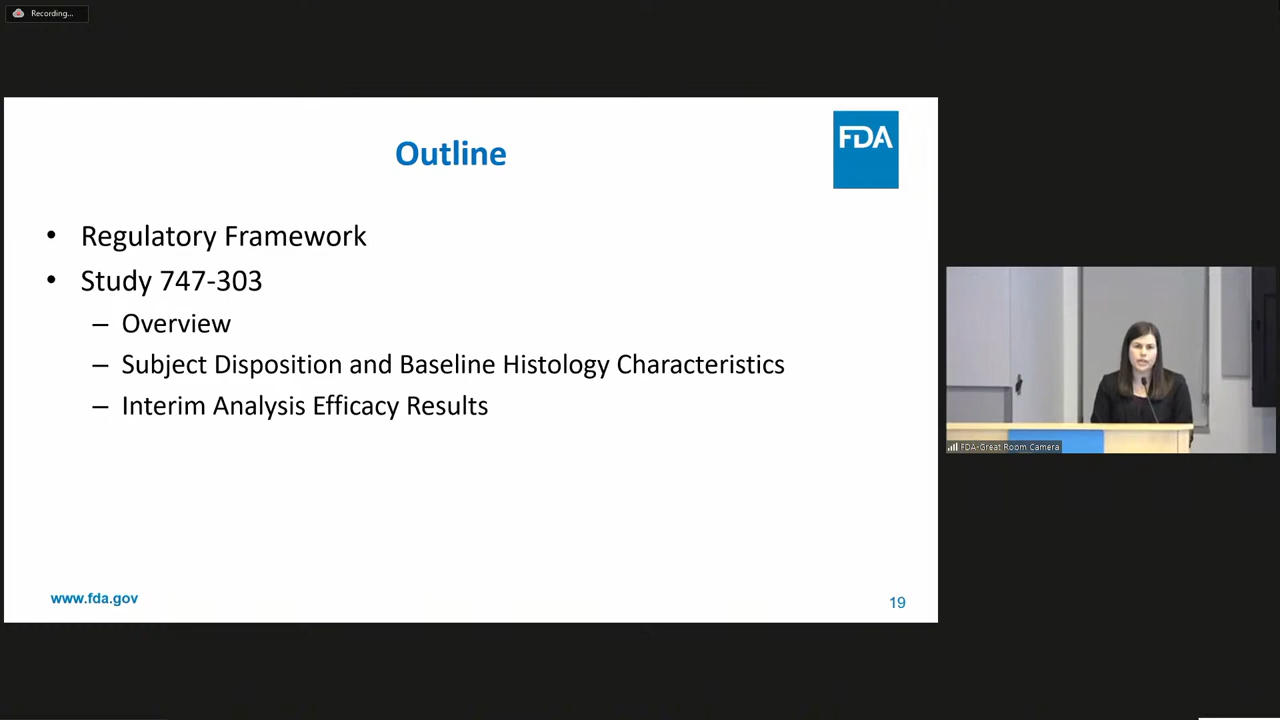 Recording...
FDA
Outline
• Regulatory Framework
• Study 747-303
– Overview
– Subject Disposition and Baseline Histology Characteristics
– Interim Analysis Efficacy Results
www.fda.gov
19
FDA-Great Room Camera